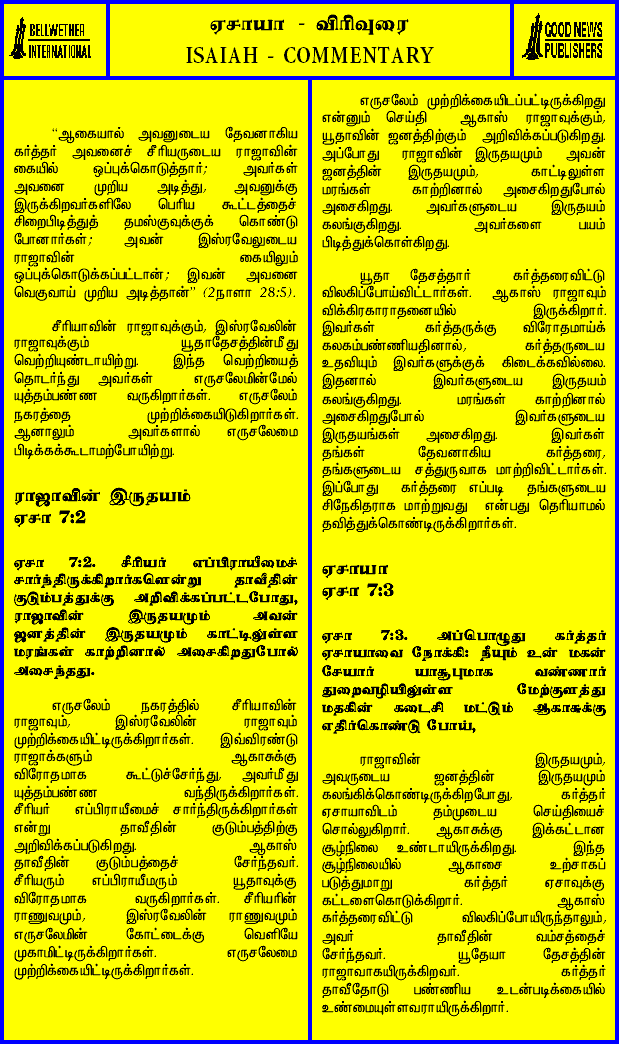 BELLWETHER
INTERNATIONAL
ஏசாயா - விரிவுரை
ISAIAH - COMMENTARY
GOOD NEWS
PUBLISHERS
“ஆகையால் அவனுடைய தேவனாகிய
கர்த்தர் அவனைச் சீரியருடைய ராஜாவின்
கையில் ஒப்புக்கொடுத்தார்; அவர்கள்
அவனை முறிய அடித்து, அவனுக்கு
இருக்கிறவர்களிலே பெரிய கூட்டத்தைச்
சிறைபிடித்துத் தமஸ்குவுக்குக் கொண்டு
போனார்கள்; அவன் இஸ்ரவேலுடைய
ராஜாவின் கையிலும்
ஒப்புக்கொடுக்கப்பட்டான்; இவன் அவனை
வெகுவாய் முறிய அடித்தான்” (2நாளா 28:5).
சீரியாவின் ராஜாவுக்கும், இஸ்ரவேலின்
ராஜாவுக்கும் யூதாதேசத்தின்மீது
வெற்றியுண்டாயிற்று. இந்த வெற்றியைத்
தொடர்ந்து அவர்கள் எருசலேமின்மேல்
யுத்தம்பண்ண வருகிறார்கள். எருசலேம்
நகரத்தை முற்றிக்கையிடுகிறார்கள்.
ஆனாலும் அவர்களால் எருசலேமை
பிடிக்கக்கூடாமற்போயிற்று.
ராஜாவின் இருதயம்
ஏசா 7:2
ஏசா 7:2. சீரியர் எப்பிராயீமைச்
சார்ந்திருக்கிறார்களென்று தாவீதின்
குடும்பத்துக்கு அறிவிக்கப்பட்டபோது,
ராஜாவின் இருதயமும் அவன்
ஜனத்தின் இருதயமும் காட்டிலுள்ள
மரங்கள் காற்றினால் அசைகிறதுபோல்
அசைந்தது.
எருசலேம் நகரத்தில் சீரியாவின்
ராஜாவும், இஸ்ரவேலின் ராஜாவும்
முற்றிக்கையிட்டிருக்கிறார்கள். இவ்விரண்டு
ராஜாக்களும் ஆகாசுக்கு
விரோதமாக கூட்டுச்சேர்ந்து, அவர்மீது
யுத்தம்பண்ண வந்திருக்கிறார்கள்.
சீரியர் எப்பிராயீமைச் சார்ந்திருக்கிறார்கள்
என்று தாவீதின் குடும்பத்திற்கு
அறிவிக்கப்படுகிறது. ஆகாஸ்
தாவீதின் குடும்பத்தைச் சேர்ந்தவர்.
சீரியரும் எப்பிராயீமரும் யூதாவுக்கு
விரோதமாக வருகிறார்கள். சீரியரின்
ராணுவமும், இஸ்ரவேலின் ராணுவமும்
எருசலேமின் கோட்டைக்கு வெளியே
முகாமிட்டிருக்கிறார்கள். எருசலேமை
முற்றிக்கையிட்டிருக்கிறார்கள்.
எருசலேம் முற்றிக்கையிடப்பட்டிருக்கிறது
என்னும் செய்தி ஆகாஸ் ராஜாவுக்கும்,
யூதாவின் ஜனத்திற்கும் அறிவிக்கப்படுகிறது.
அப்போது ராஜாவின் இருதயமும் அவன்
ஜனத்தின் இருதயமும், காட்டிலுள்ள
மரங்கள் காற்றினால் அசைகிறதுபோல்
அசைகிறது. அவர்களுடைய இருதயம்
கலங்குகிறது. அவர்களை பயம்
பிடித்துக்கொள்கிறது.
யூதா தேசத்தார் கர்த்தரைவிட்டு
விலகிப்போய்விட்டார்கள். ஆகாஸ் ராஜாவும்
விக்கிரகாராதனையில் இருக்கிறார்.
இவர்கள் கர்த்தருக்கு விரோதமாய்க்
கலகம்பண்ணியதினால், கர்த்தருடைய
உதவியும் இவர்களுக்குக் கிடைக்கவில்லை.
இதனால் இவர்களுடைய இருதயம்
கலங்குகிறது. மரங்கள் காற்றினால்
அசைகிறதுபோல் இவர்களுடைய
இருதயங்கள் அசைகிறது. இவர்கள்
தங்கள் தேவனாகிய கர்த்தரை,
தங்களுடைய சத்துருவாக மாற்றிவிட்டார்கள்.
இப்போது கர்த்தரை எப்படி தங்களுடைய
சிநேகிதராக மாற்றுவது என்பது தெரியாமல்
தவித்துக்கொண்டிருக்கிறார்கள்.
ஏசாயா
ஏசா 7:3
ஏசா 7:3. அப்பொழுது கர்த்தர்
ஏசாயாவை நோக்கி: நீயும் உன் மகன்
சேயார் யாசூபுமாக வண்ணார்
துறைவழியிலுள்ள மேற்குளத்து
மதகின் கடைசி மட்டும் ஆகாசுக்கு
எதிர்கொண்டு போய்,
ராஜாவின் இருதயமும்,
அவருடைய ஜனத்தின் இருதயமும்
கலங்கிக்கொண்டிருக்கிறபோது, கர்த்தர்
ஏசாயாவிடம் தம்முடைய செய்தியைச்
சொல்லுகிறார். ஆகாசுக்கு இக்கட்டான
சூழ்நிலை உண்டாயிருக்கிறது. இந்த
சூழ்நிலையில் ஆகாசை உற்சாகப்
படுத்துமாறு கர்த்தர் ஏசாவுக்கு
கட்டளைகொடுக்கிறார். ஆகாஸ்
கர்த்தரைவிட்டு விலகிப்போயிருந்தாலும்,
அவர் தாவீதின் வம்சத்தைச்
சேர்ந்தவர். யூதேயா தேசத்தின்
ராஜாவாகயிருக்கிறவர். கர்த்தர்
தாவீதோடு பண்ணிய உடன்படிக்கையில்
உண்மையுள்ளவராயிருக்கிறார்.